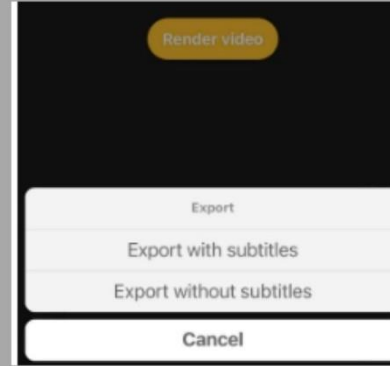 Render video
Export
Export with subtitles
Export without subtitles
Cancel